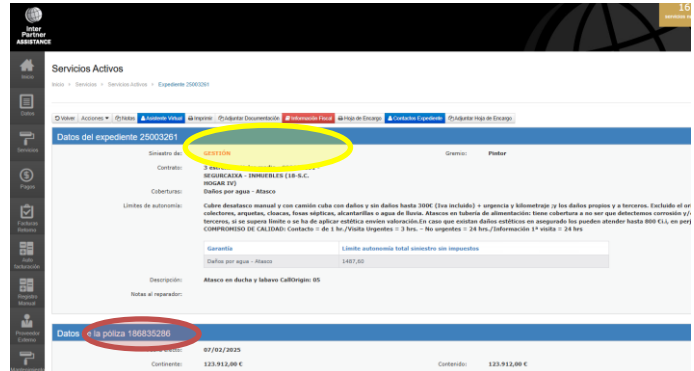 16
Inter
Partner
ASSISTANCE
Servicios Activos
Inicio
Inicio > Servicios > Servicios activos > Expediente 25003261
Datos
Volver Acciones Notas Asistente Virtual Imprimir Adjuntar Documentación Información Fiscal Hoja de Encargo Contactos Expediente Adjuntar Hoja de Encargo
Datos del expediente 25003261
Servicios
Siniestro de: GESTIÓN Gremio: Pintor
Contrato:
SEGURCAIXA - INMUEBLES (18-S.C.
HOGAR IV)
Pagos
Coberturas: Daños por agua - Atasco
Límites de autonomía: Cubre desatasco manual y con camión cuba con daños y sin daños hasta 300€ (Iva incluido) + urgencia y kilometraje ;y los daños propios y a terceros. Excluido el ori
colectores, arquetas, cloacas, fosas sépticas, alcantarillas o agua de lluvia. Atascos en tubería de alimentación: tiene cobertura a no ser que detectemos corrosión y/
terceros, si se supera límite o se ha de aplicar estética envíen valoración.En caso que existan daños estéticos en asegurado los pueden atender hasta 800 €i.i, en perj
COMPROMISO DE CALIDAD: Contacto = de 1 hr./Visita Urgentes = 3 hrs. - No urgentes = 24 hrs./Información 1ª visita = 24 hrs
Facturas
Retorno
Garantía Límite autonomía total siniestro sin impuestos
Daños por agua - Atasco 1487,60
Auto
facturación
Descripción: Atasco en ducha y labavo CallOrigin: 05
Notas al reparador:
Registro
Manual
Proveedor
Externo
Datos de la póliza 186835286
07/02/2025
Continente: 123.912,00 € Contenido: 123.912,00 €